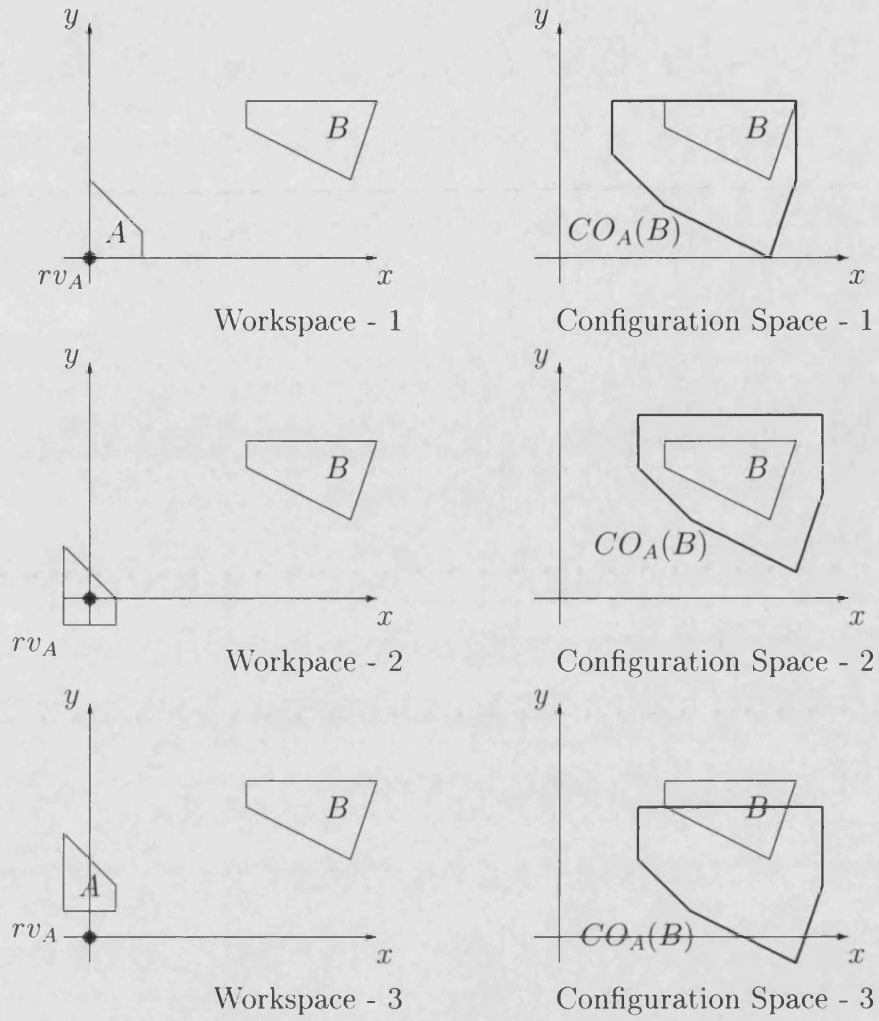 y y
B B
A CO_A(B)
rv_A x x
Workspace - 1 Configuration Space - 1
y y
B B
CO_A(B)
x x
rv_A
Workpace - 2 Configuration Space - 2
y y
B B
A
rv_A CO_A(B)
x x
Workspace - 3 Configuration Space - 3